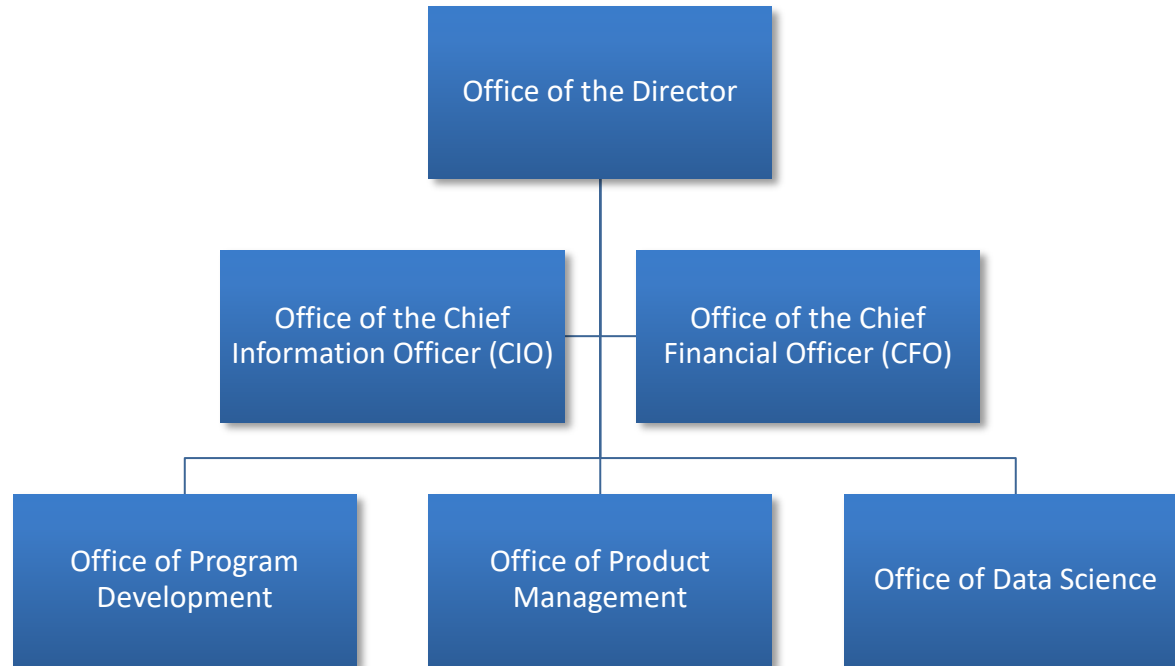 Office of the Director
Office of the Chief
Information Officer (CIO)
Office of the Chief
Financial Officer (CFO)
Office of Program
Development
Office of Product
Management
Office of Data Science